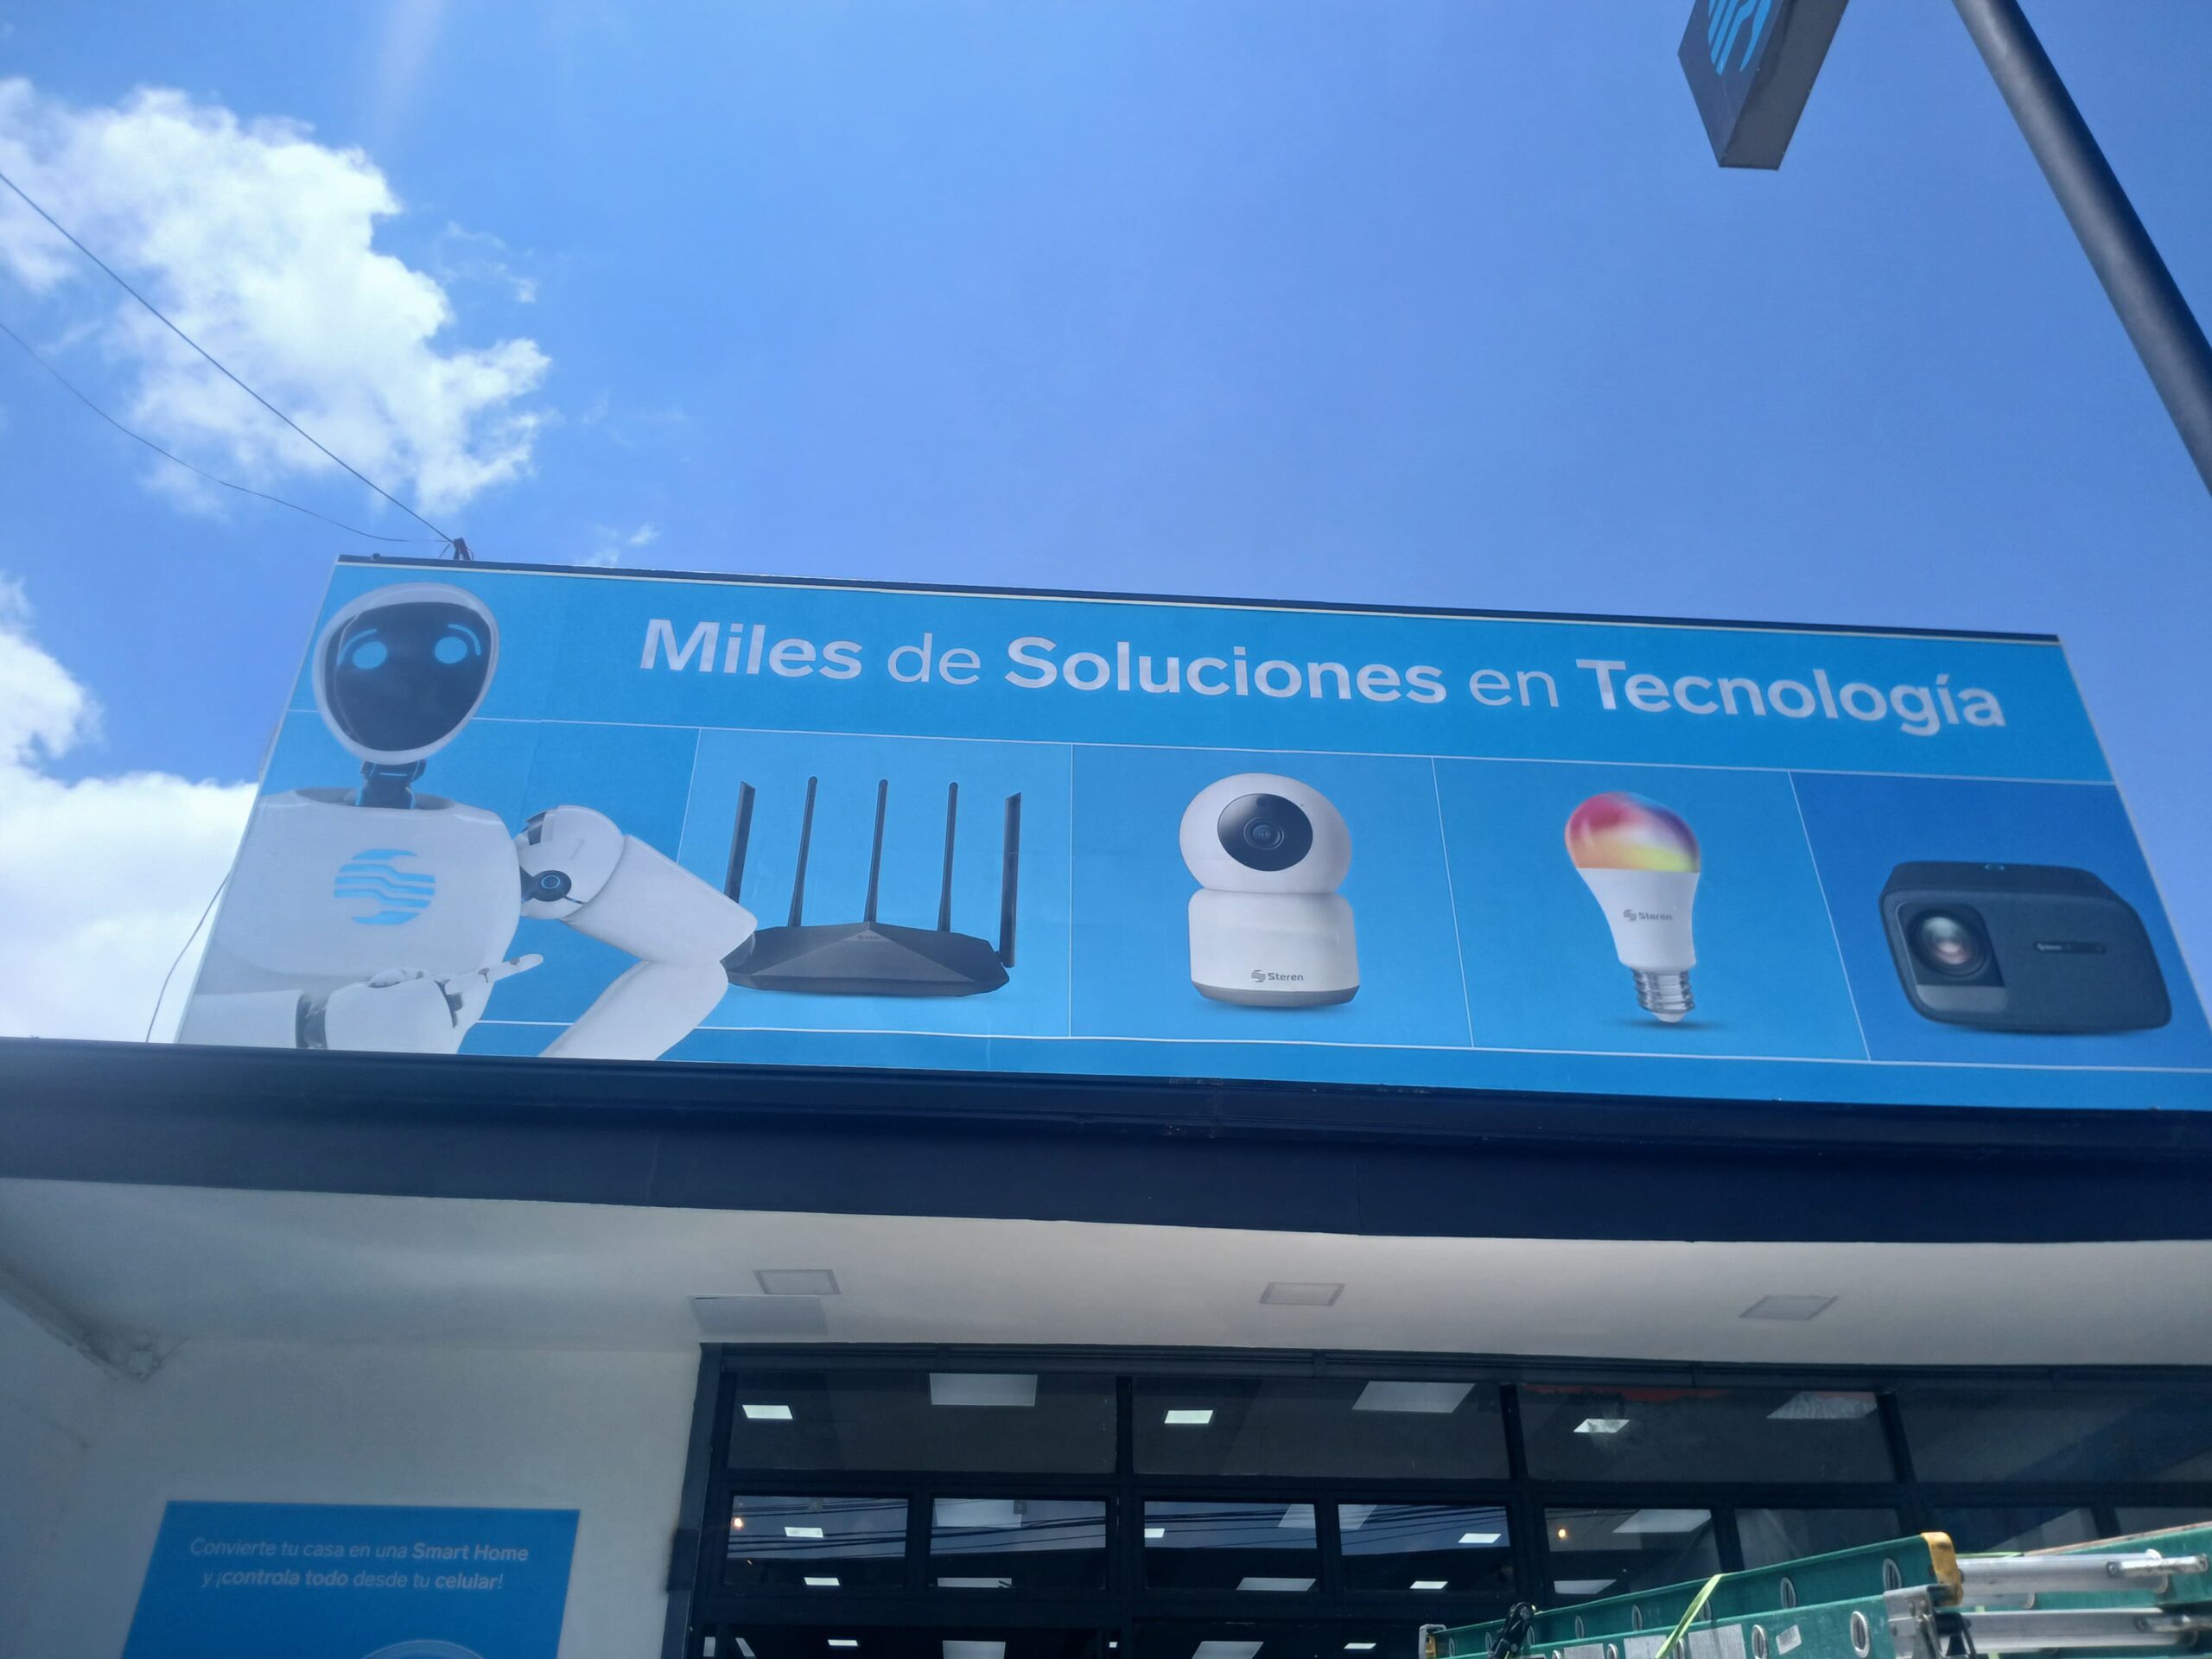 Miles de Soluciones en Tecnología
Steren
Steren
Convierte tu casa en una Smart Home
y ¡controla todo desde tu celular!